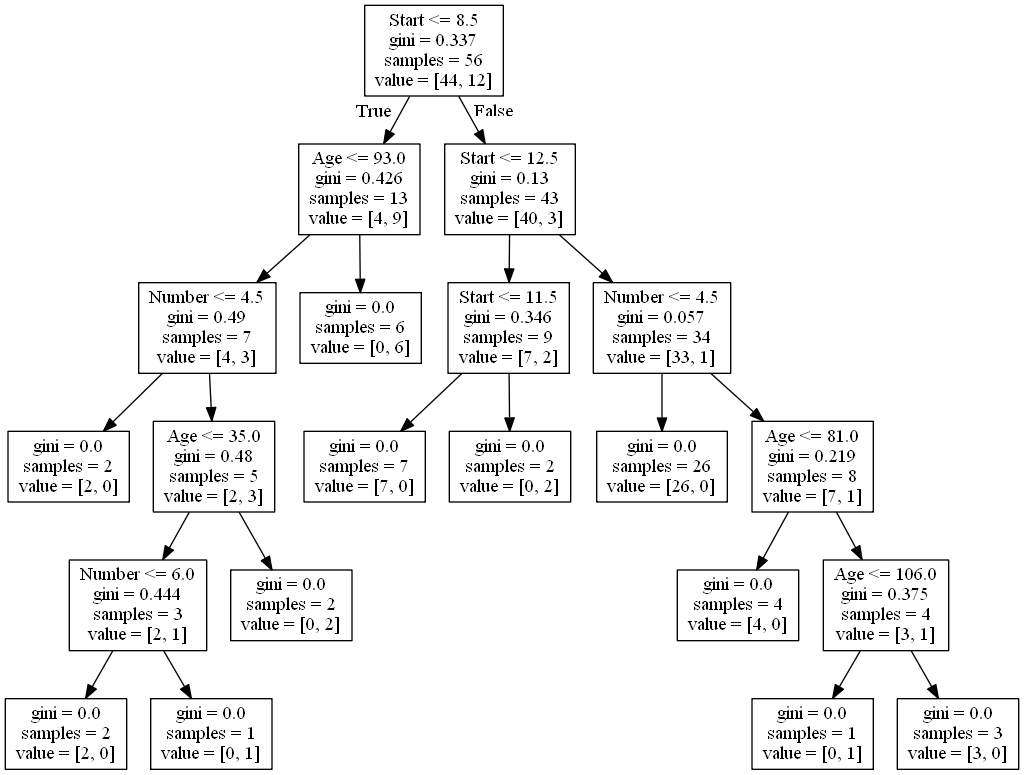 Start <= 8.5
gini = 0.337
samples = 56
value = [44, 12]
True
False
Age <= 93.0
gini = 0.426
samples = 13
value = [4, 9]
Start <= 12.5
gini = 0.13
samples = 43
value = [40, 3]
Number <= 4.5
gini = 0.49
samples = 7
value = [4, 3]
gini = 0.0
samples = 6
value = [0, 6]
Start <= 11.5
gini = 0.346
samples = 9
value = [7, 2]
Number <= 4.5
gini = 0.057
samples = 34
value = [33, 1]
gini = 0.0
samples = 2
value = [2, 0]
Age <= 35.0
gini = 0.48
samples = 5
value = [2, 3]
gini = 0.0
samples = 7
value = [7, 0]
gini = 0.0
samples = 2
value = [0, 2]
gini = 0.0
samples = 26
value = [26, 0]
Age <= 81.0
gini = 0.219
samples = 8
value = [7, 1]
Number <= 6.0
gini = 0.444
samples = 3
value = [2, 1]
gini = 0.0
samples = 2
value = [0, 2]
gini = 0.0
samples = 4
value = [4, 0]
Age <= 106.0
gini = 0.375
samples = 4
value = [3, 1]
gini = 0.0
samples = 2
value = [2, 0]
gini = 0.0
samples = 1
value = [0, 1]
gini = 0.0
samples = 1
value = [0, 1]
gini = 0.0
samples = 3
value = [3, 0]